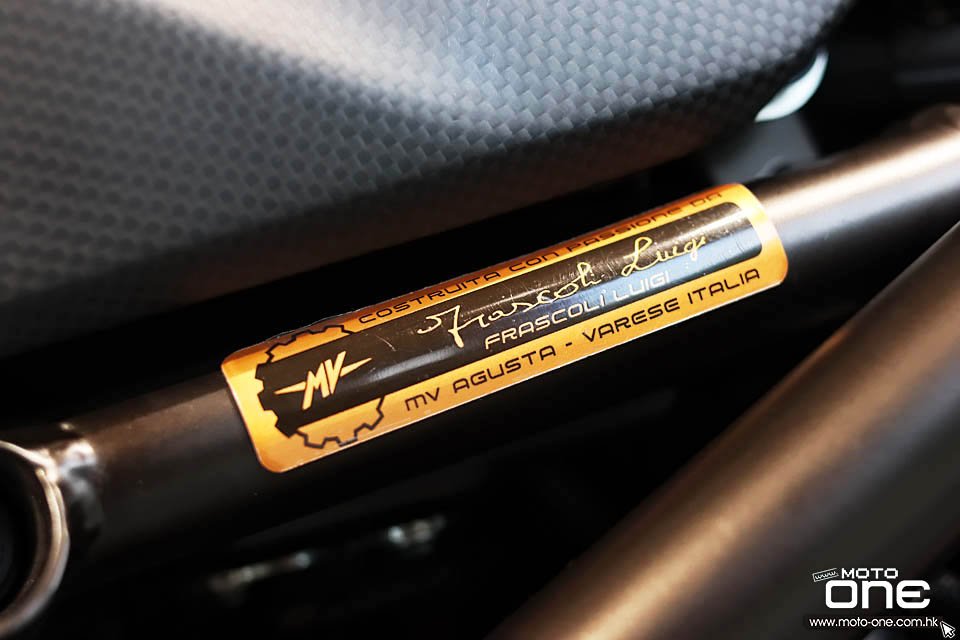 COSTRUITA CON PASSIONE DA
Frascoli Luigi
FRASCOLI LUIGI
MV
MV AGUSTA - VARESE ITALIA
www.
MOTO
ONE
www.moto-one.com.hk